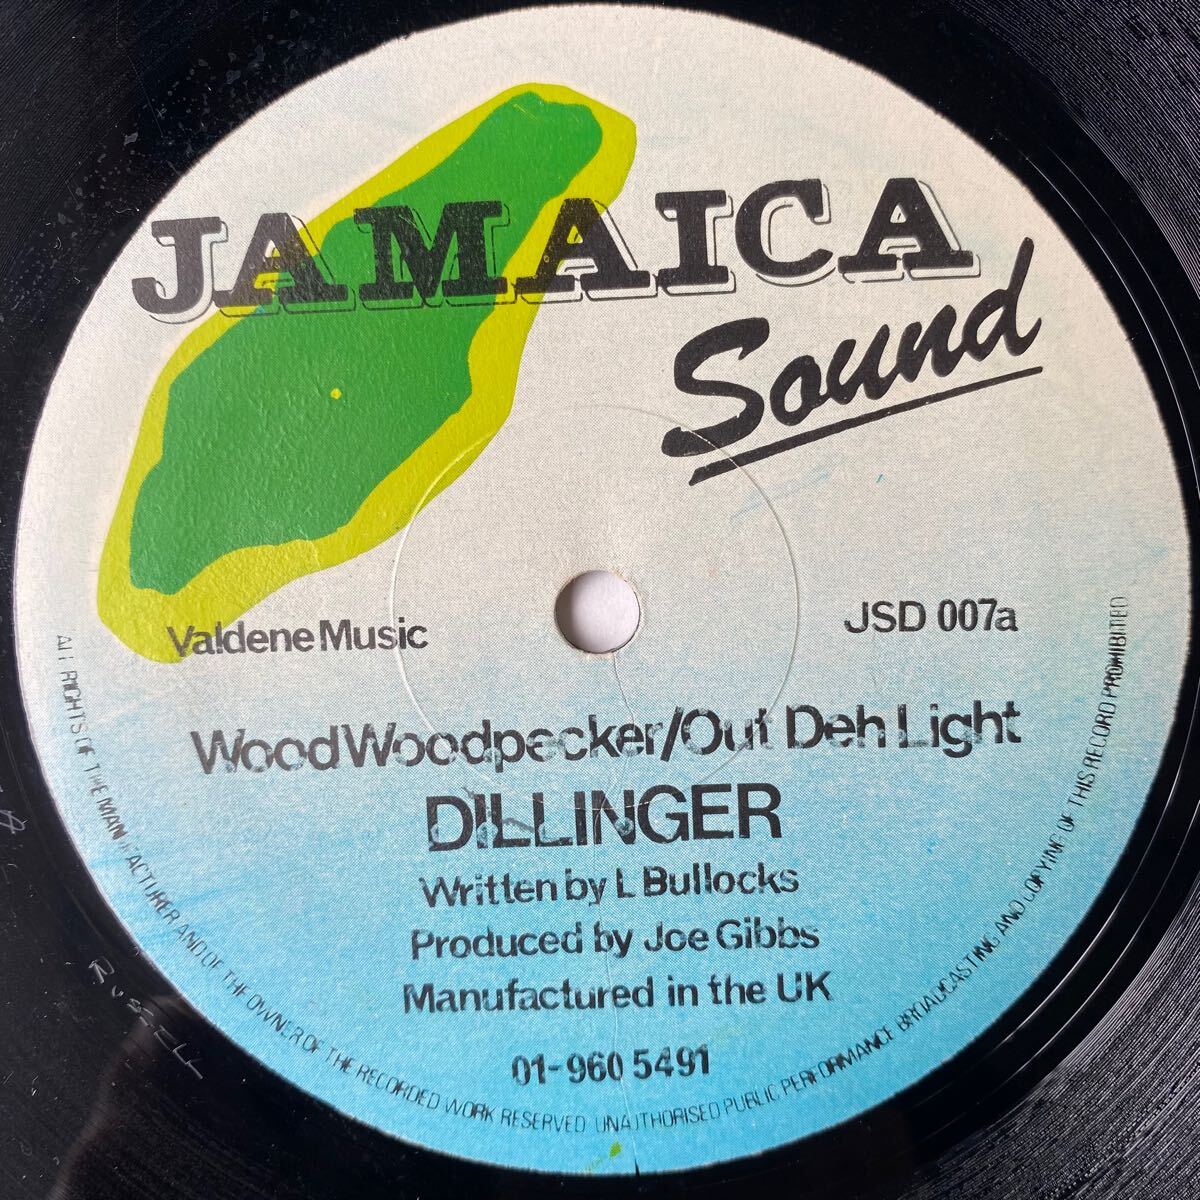 JAMAICA
Sound
Valdene Music
JSD 007a
Wood Woodpecker/Out Deh Light
DILLINGER
Written by L Bullocks
Produced by Joe Gibbs
Manufactured in the UK
01-960 5491
ALL RIGHTS OF THE MANUFACTURER AND OF THE OWNER OF THE RECORDED WORK RESERVED UNAUTHORISED PUBLIC PERFORMANCE BROADCASTING AND COPYING OF THIS RECORD PROHIBITED